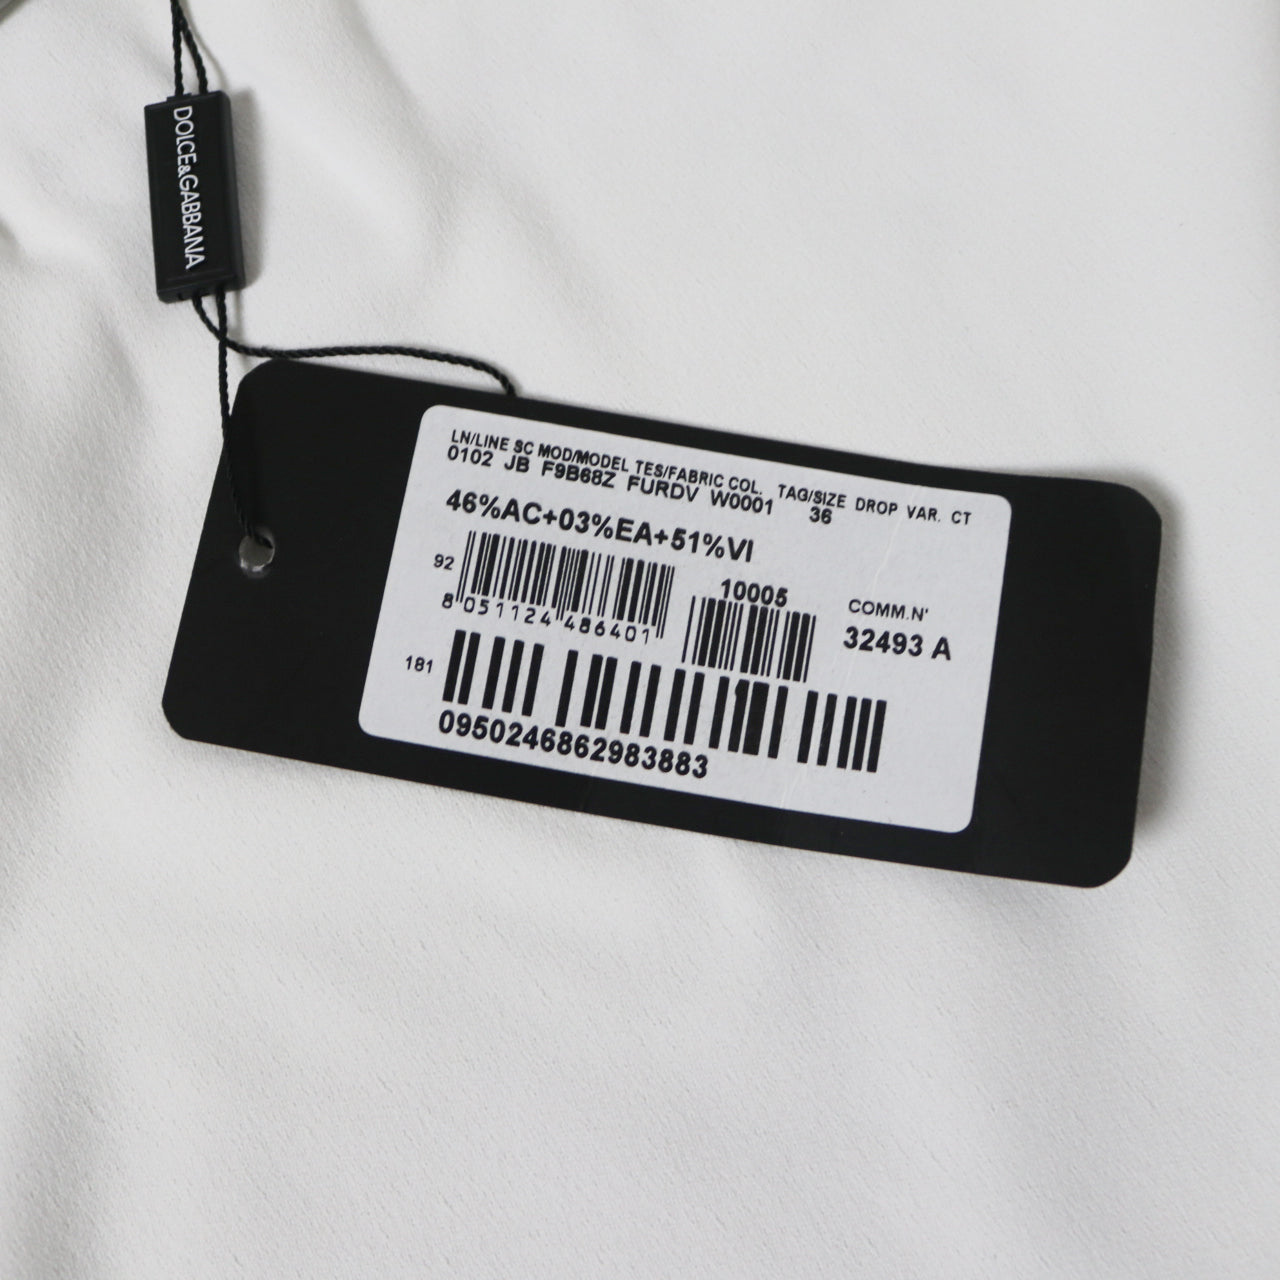 DOLCE&GABBANA
LN/LINE SC MOD/MODEL TES/FABRIC COL. TAG/SIZE DROP VAR. CT
0102 JB F9B68Z FURDV W0001 36
46%AC+03%EA+51%VI
92
8 051124 486401
10005
COMM.N'
32493 A
181
0950246862983883